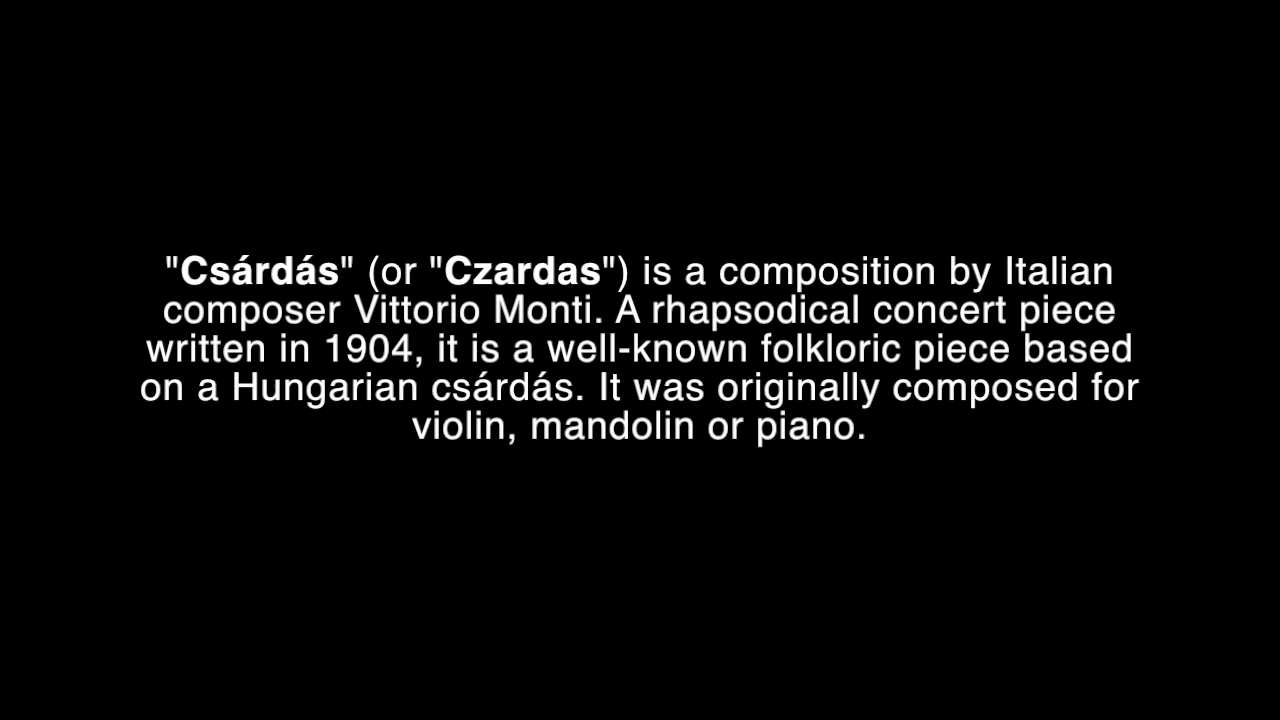 "Csárdás" (or "Czardas") is a composition by Italian
composer Vittorio Monti. A rhapsodical concert piece
written in 1904, it is a well-known folkloric piece based
on a Hungarian csárdás. It was originally composed for
violin, mandolin or piano.